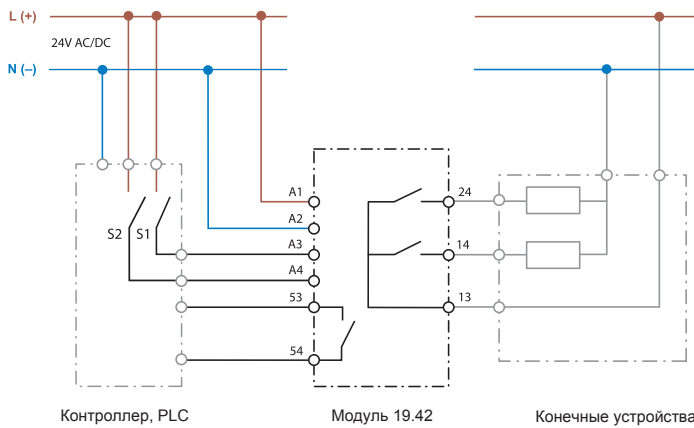 L (+)
24V AC/DC
N (–)
A1
24
A2
S2 S1
A3
14
A4
53
13
54
Контроллер, PLC
Модуль 19.42
Конечные устройства